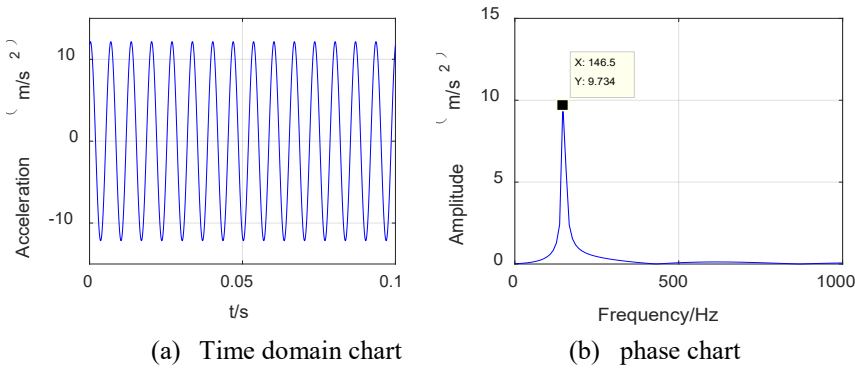 Acceleration （ m/s ²）
10
0
-10
0
0.05
0.1
t/s
(a) Time domain chart
Amplitude （ m/s ²）
15
10
5
0
X: 146.5
Y: 9.734
0
500
1000
Frequency/Hz
(b) phase chart